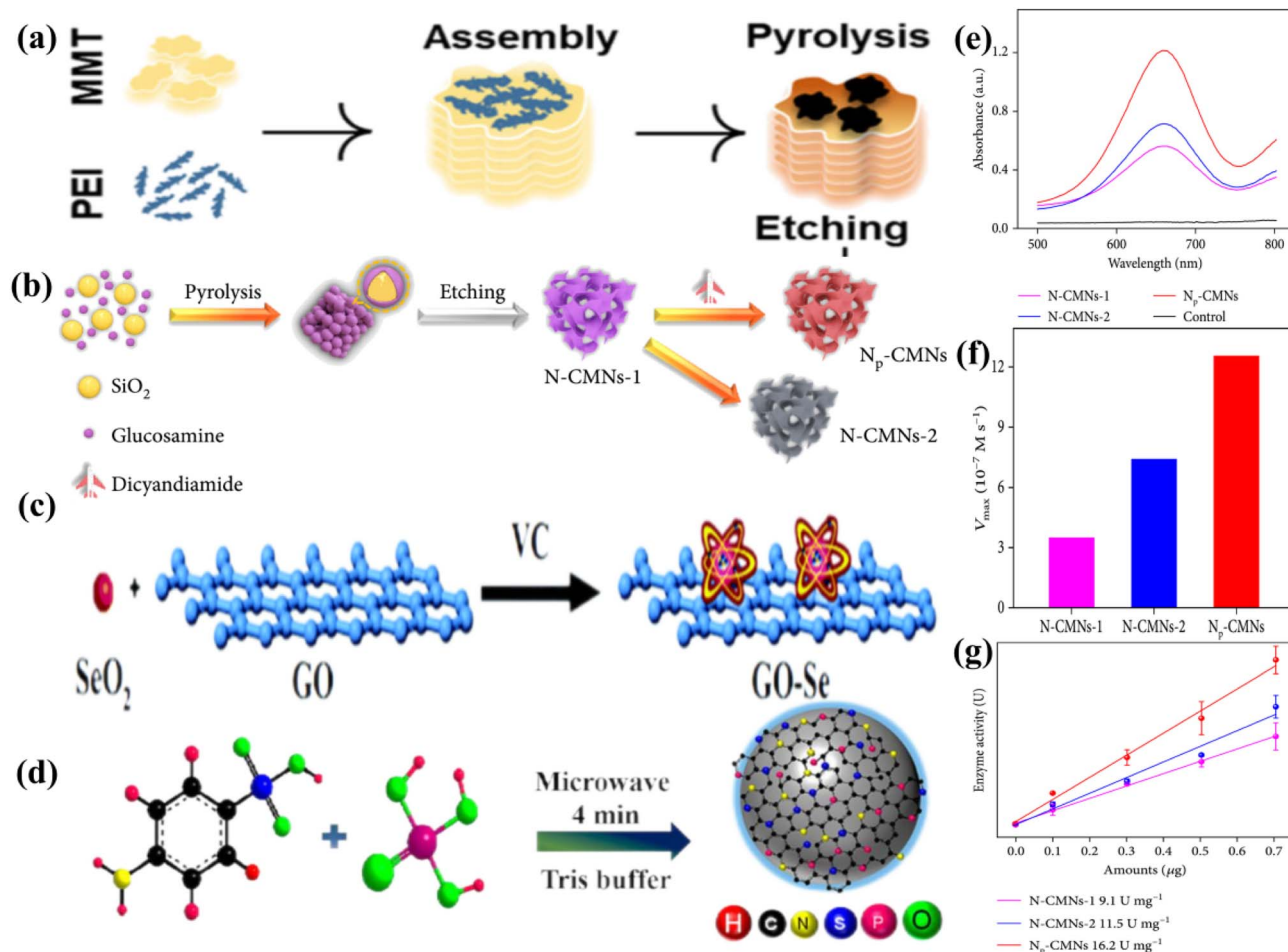 (a)
MMT
PEI
Assembly
Pyrolysis
Etching
(b)
Pyrolysis
Etching
N-CMNs-1
Nₚ-CMNs
N-CMNs-2
SiO₂
Glucosamine
Dicyandiamide
(c)
SeO₂
+
GO
VC
GO-Se
(d)
+
Microwave
4 min
Tris buffer
H C N S P O
(e)
Absorbance (a.u.)
1.2
0.8
0.4
0.0
500 600 700 800
Wavelength (nm)
N-CMNs-1 Nₚ-CMNs
N-CMNs-2 Control
(f)
Vmax (10⁻⁷ M s⁻¹)
12
9
6
3
0
N-CMNs-1 N-CMNs-2 Nₚ-CMNs
(g)
Enzyme activity (U)
0.0 0.1 0.2 0.3 0.4 0.5 0.6 0.7
Amounts (μg)
N-CMNs-1 9.1 U mg⁻¹
N-CMNs-2 11.5 U mg⁻¹
Nₚ-CMNs 16.2 U mg⁻¹